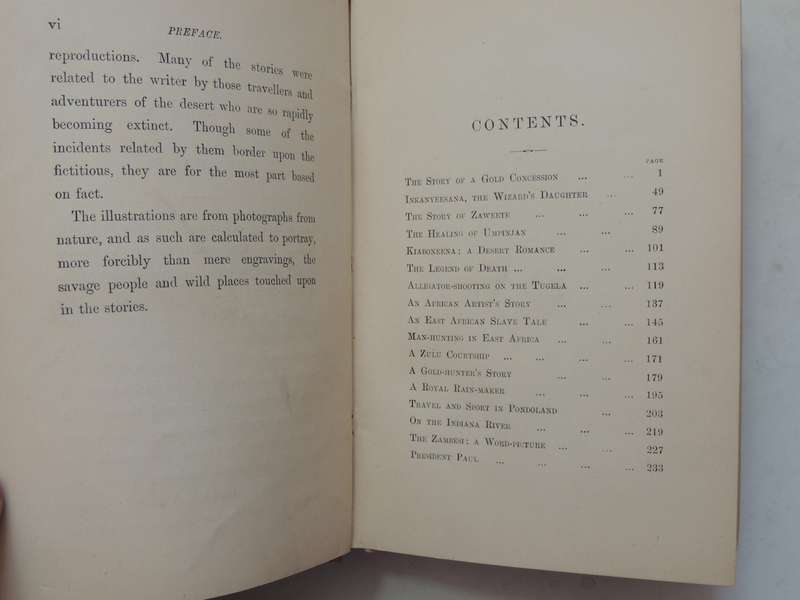 vi
PREFACE.
reproductions. Many of the stories were
related to the writer by those travellers and
adventurers of the desert who are so rapidly
becoming extinct. Though some of the
incidents related by them border upon the
fictitious, they are for the most part based
on fact.
The illustrations are from photographs from
nature, and as such are calculated to portray,
more forcibly than mere engravings, the
savage people and wild places touched upon
in the stories.
CONTENTS.
PAGE
The Story of a Gold Concession ... ... 1
Inkanyeesana, the Wizard's Daughter ... 49
The Story of Zaweete ... ... ... 77
The Healing of Umpinjan ... ... 89
Kiaboneena: a Desert Romance ... ... 101
The Legend of Death ... ... ... 113
Alligator-shooting on the Tugela ... ... 119
An African Artist's Story ... ... 137
An East African Slave Tale ... ... 145
Man-hunting in East Africa ... ... 161
A Zulu Courtship ... ... ... ... 171
A Gold-hunter's Story ... ... 179
A Royal Rain-maker ... ... ... 195
Travel and Sport in Pondoland ... 203
On the Indiana River ... ... ... 219
The Zambesi: a Word-picture ... ... 227
President Paul ... ... ... ... 233